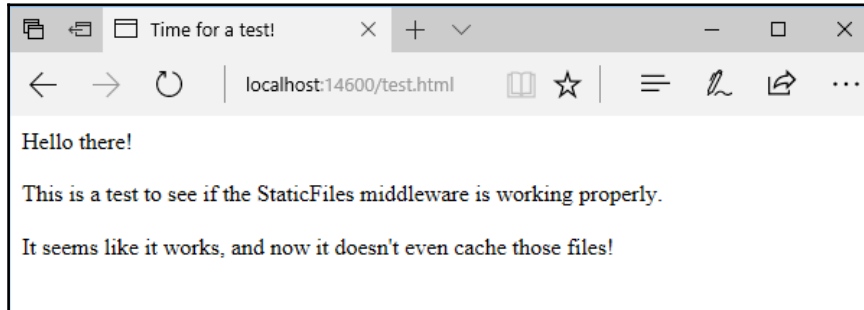 Time for a test!
localhost:14600/test.html
Hello there!
This is a test to see if the StaticFiles middleware is working properly.
It seems like it works, and now it doesn't even cache those files!